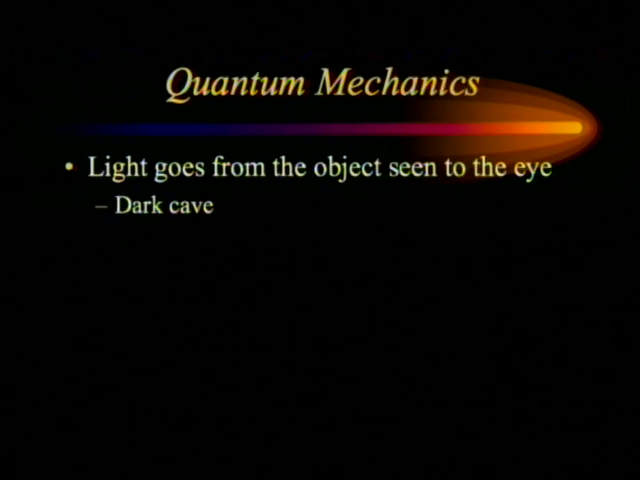 Quantum Mechanics
• Light goes from the object seen to the eye
– Dark cave